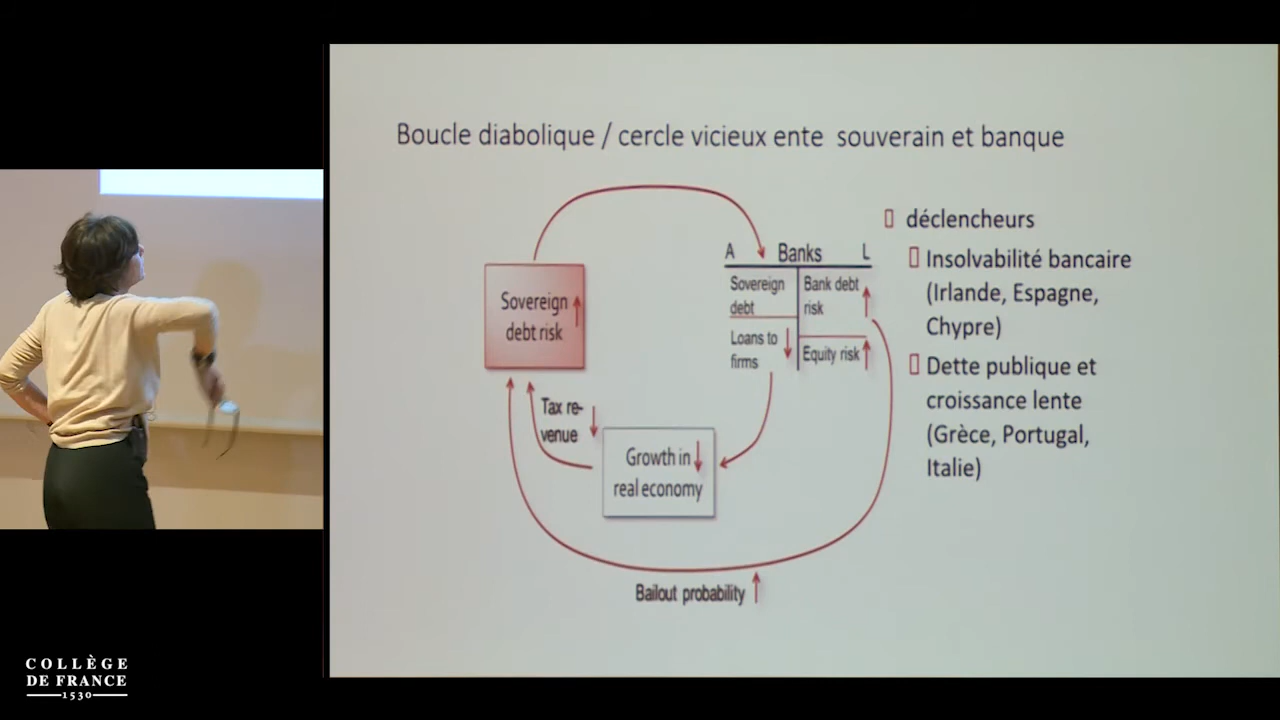 Boucle diabolique / cercle vicieux ente souverain et banque
A Banks L
Sovereign
debt
Bank debt
risk
Loans to
firms
Equity risk
Sovereign
debt risk
Tax re-
venue
Growth in
real economy
Bailout probability
déclencheurs
Insolvabilité bancaire
(Irlande, Espagne,
Chypre)
Dette publique et
croissance lente
(Grèce, Portugal,
Italie)
COLLÈGE
DE FRANCE
1530